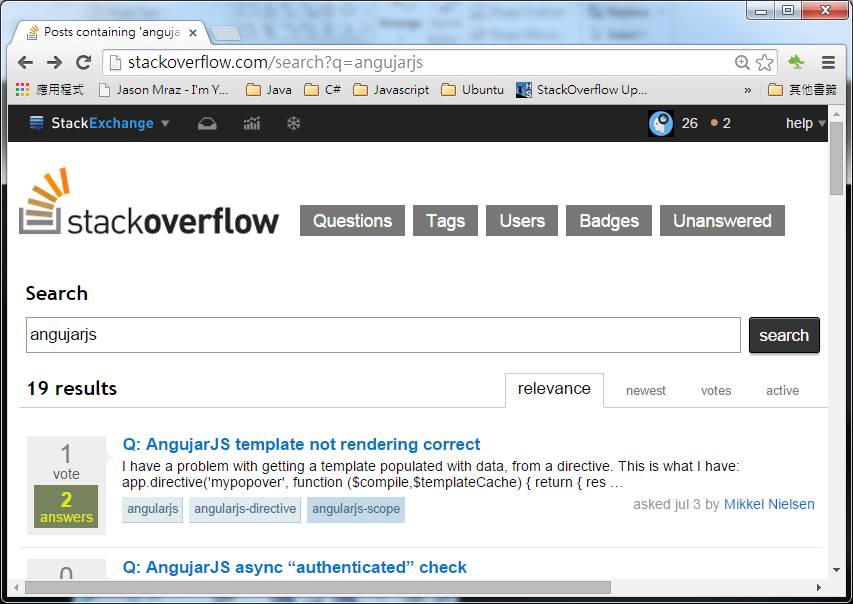 Posts containing 'anguja
stackoverflow.com/search?q=angujarjs
應用程式 Jason Mraz - I'm Y... Java C# Javascript Ubuntu StackOverflow Up... » 其他書籤
StackExchange 26 2 help
stackoverflow Questions Tags Users Badges Unanswered
Search
angujarjs search
19 results relevance newest votes active
1 vote
2 answers
Q: AngujarJS template not rendering correct
I have a problem with getting a template populated with data, from a directive. This is what I have:
app.directive('mypopover', function ($compile,$templateCache) { return { res …
angularjs angularjs-directive angularjs-scope
asked jul 3 by Mikkel Nielsen
0
Q: AngujarJS async “authenticated” check